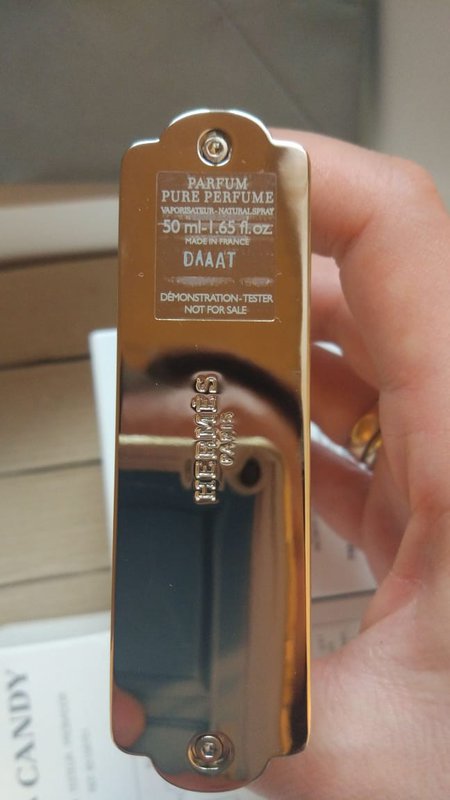 PARFUM
PURE PERFUME
VAPORISATEUR-NATURAL SPRAY
50 ml-1.65 fl.oz.
MADE IN FRANCE
DAAAT
DÉMONSTRATION-TESTER
NOT FOR SALE
HERMÈS
PARIS
CANDY